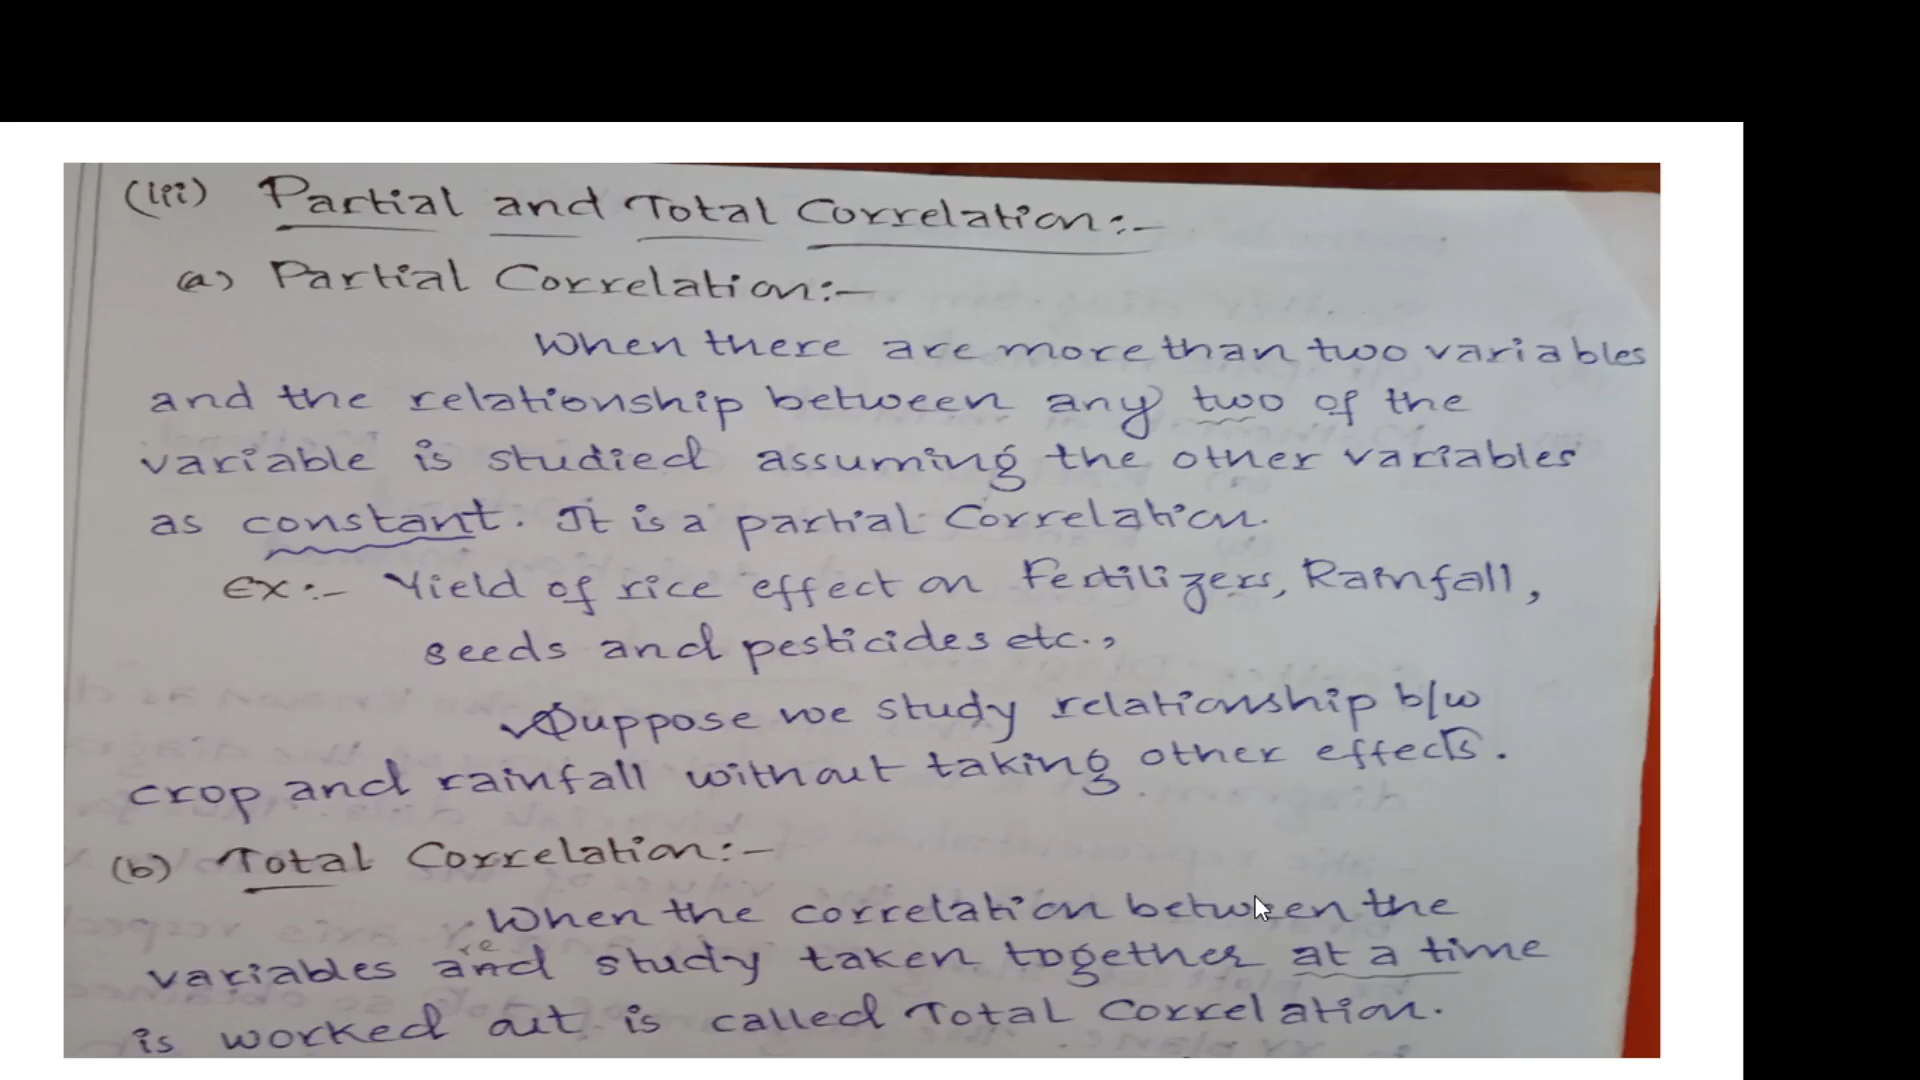 (iii) Partial and Total Correlation:-
(a) Partial Correlation:-
When there are more than two variables
and the relationship between any two of the
variable is studied assuming the other variables
as constant. It is a partial Correlation.
Ex:- Yield of rice effect on Fertilizers, Rainfall,
seeds and pesticides etc.,
Suppose we study relationship b/w
crop and rainfall without taking other effects.
(b) Total Correlation:-
When the correlation between the
re
variables and study taken together at a time
is worked out is called Total Correlation.